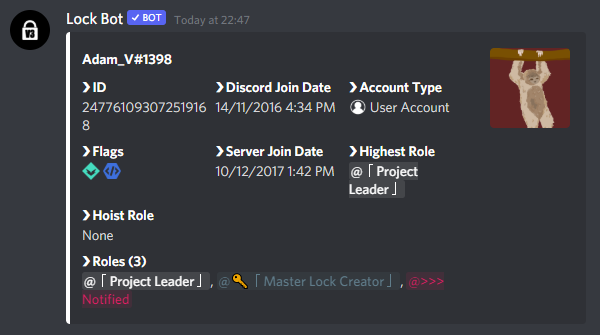 Lock Bot ✓ BOT Today at 22:47
Adam_V#1398
❯ID ❯Discord Join Date ❯Account Type
24776109307251916 14/11/2016 4:34 PM User Account
8
❯Flags ❯Server Join Date ❯Highest Role
10/12/2017 1:42 PM @「Project
Leader」
❯Hoist Role
None
❯Roles (3)
@「Project Leader」, @🔑「Master Lock Creator」, @>>>
Notified